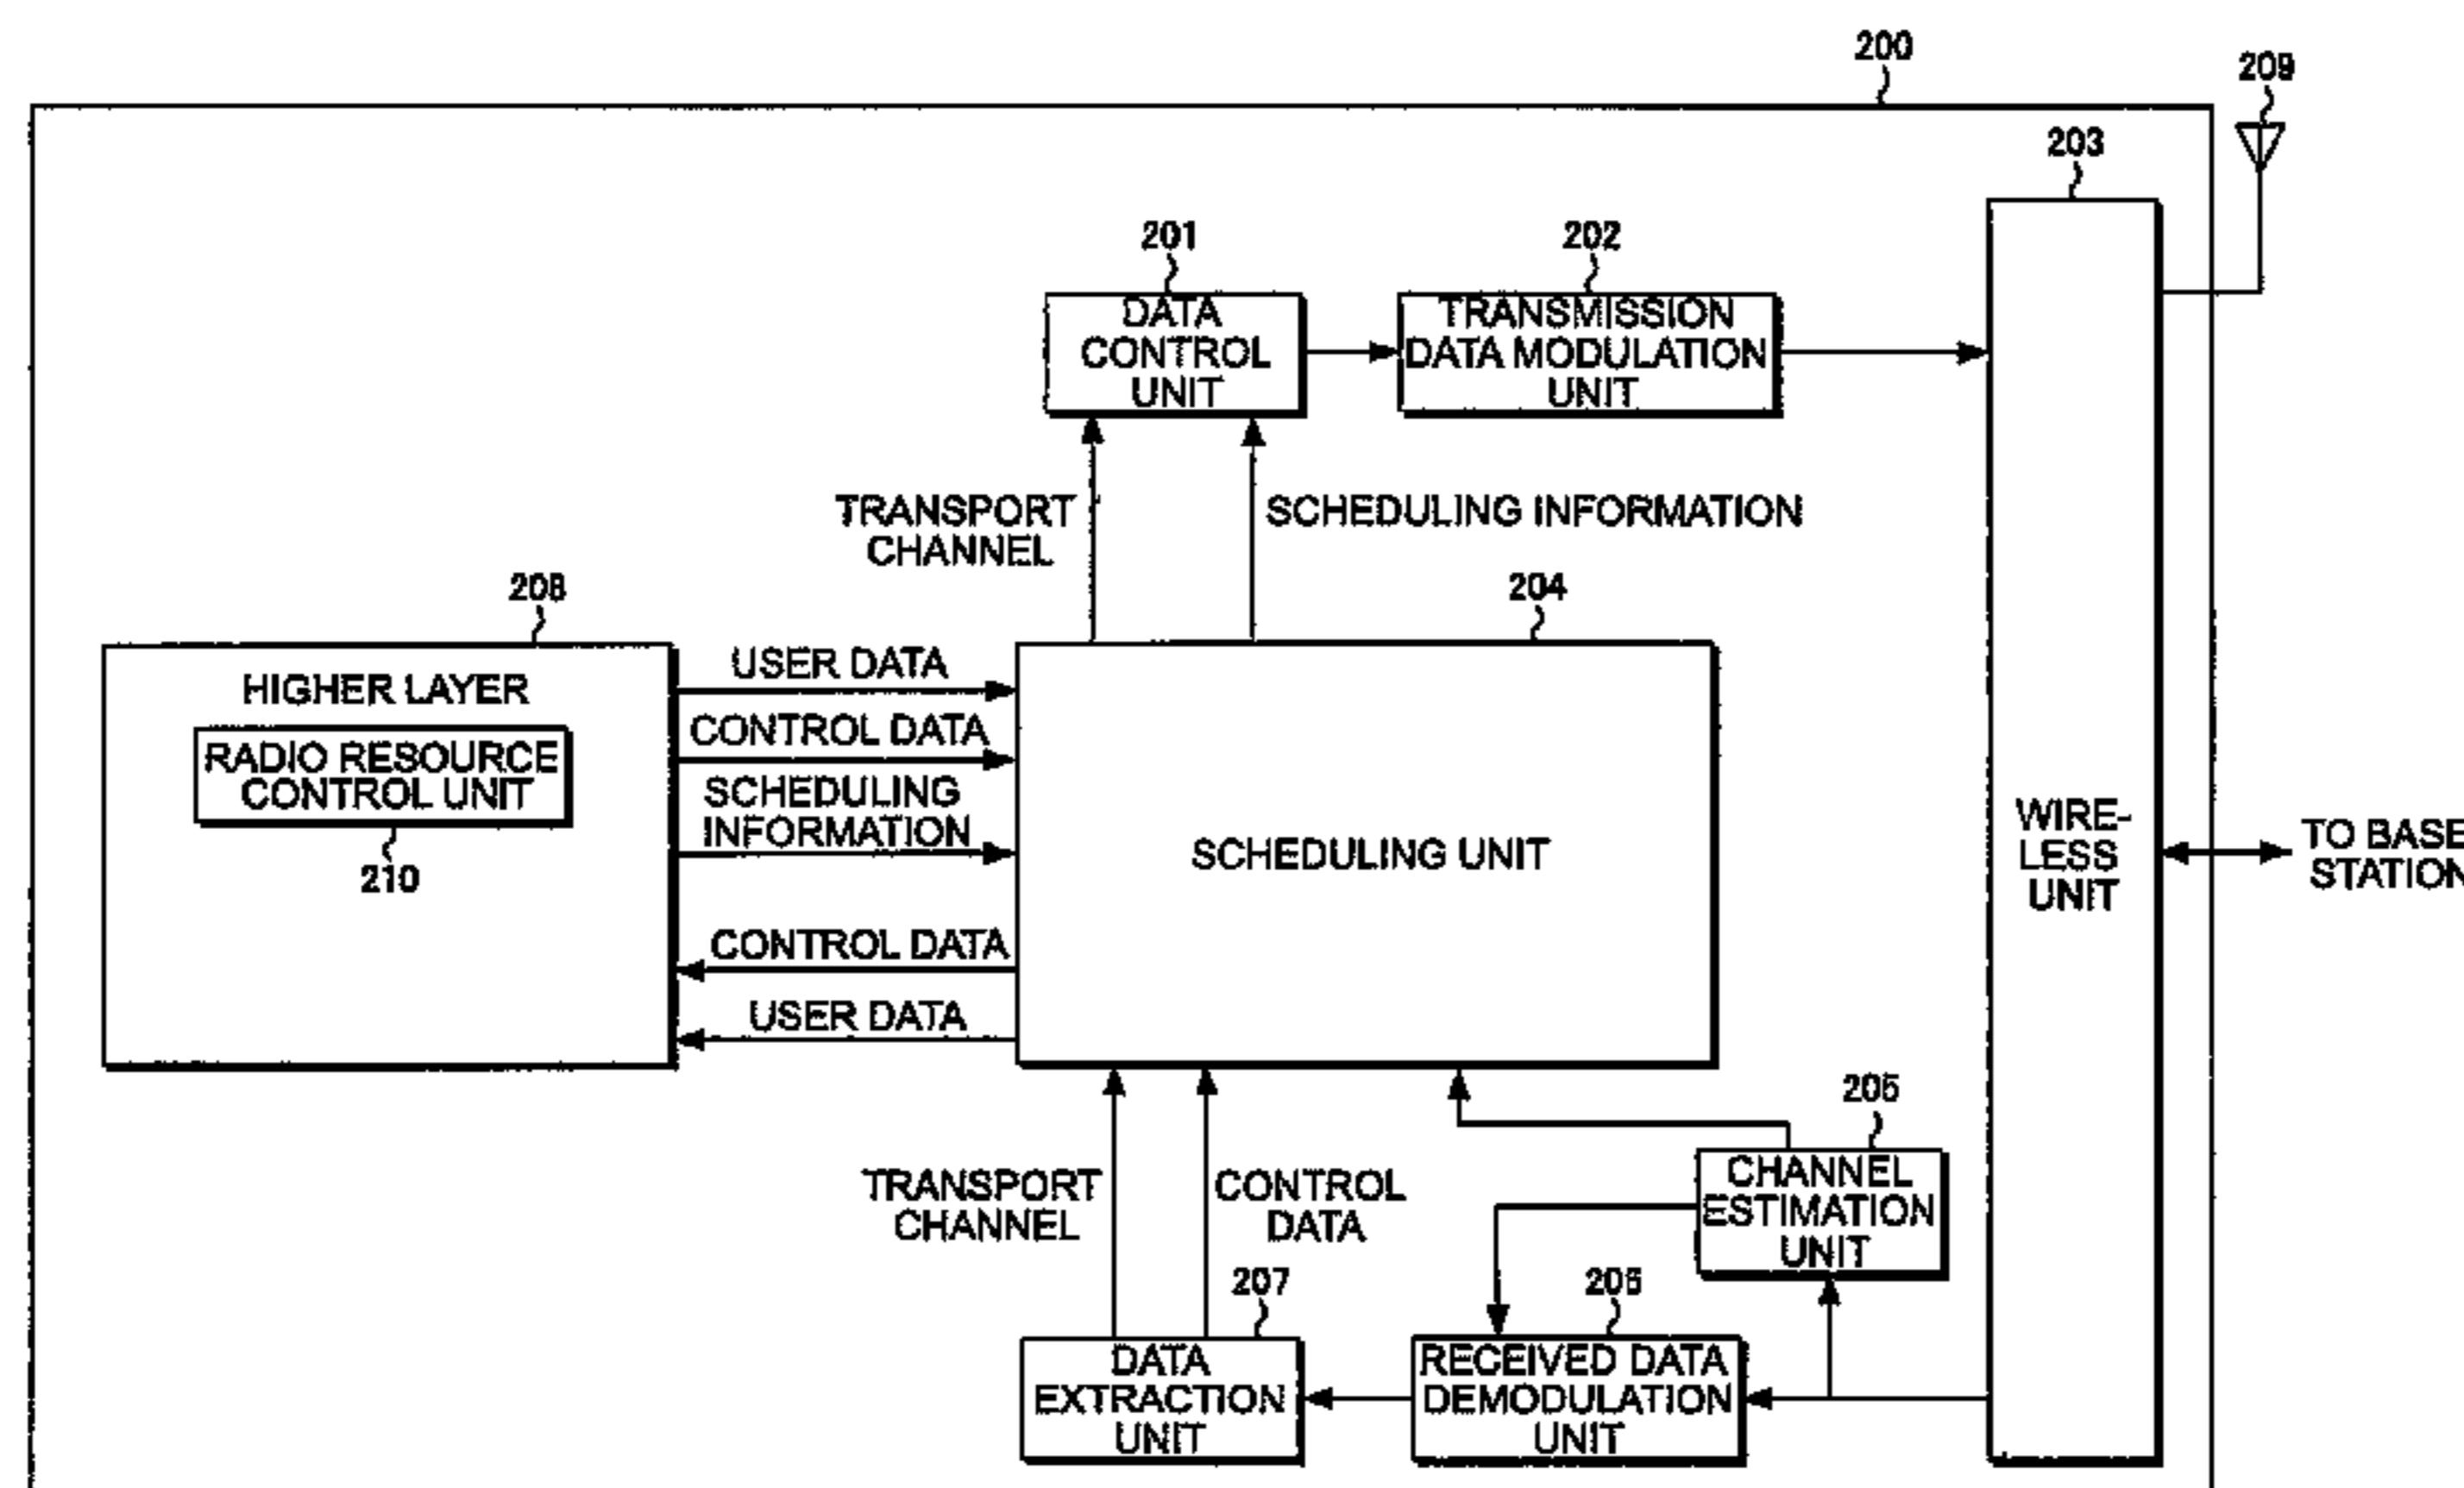 200
209
203
201
202
DATA
CONTROL
UNIT
TRANSMISSION
DATA MODULATION
UNIT
TRANSPORT
CHANNEL
SCHEDULING INFORMATION
208
204
HIGHER LAYER
RADIO RESOURCE
CONTROL UNIT
210
USER DATA
CONTROL DATA
SCHEDULING
INFORMATION
CONTROL DATA
USER DATA
SCHEDULING UNIT
WIRE-
LESS
UNIT
TO BASE
STATION
205
CHANNEL
ESTIMATION
UNIT
TRANSPORT
CHANNEL
CONTROL
DATA
207
206
DATA
EXTRACTION
UNIT
RECEIVED DATA
DEMODULATION
UNIT